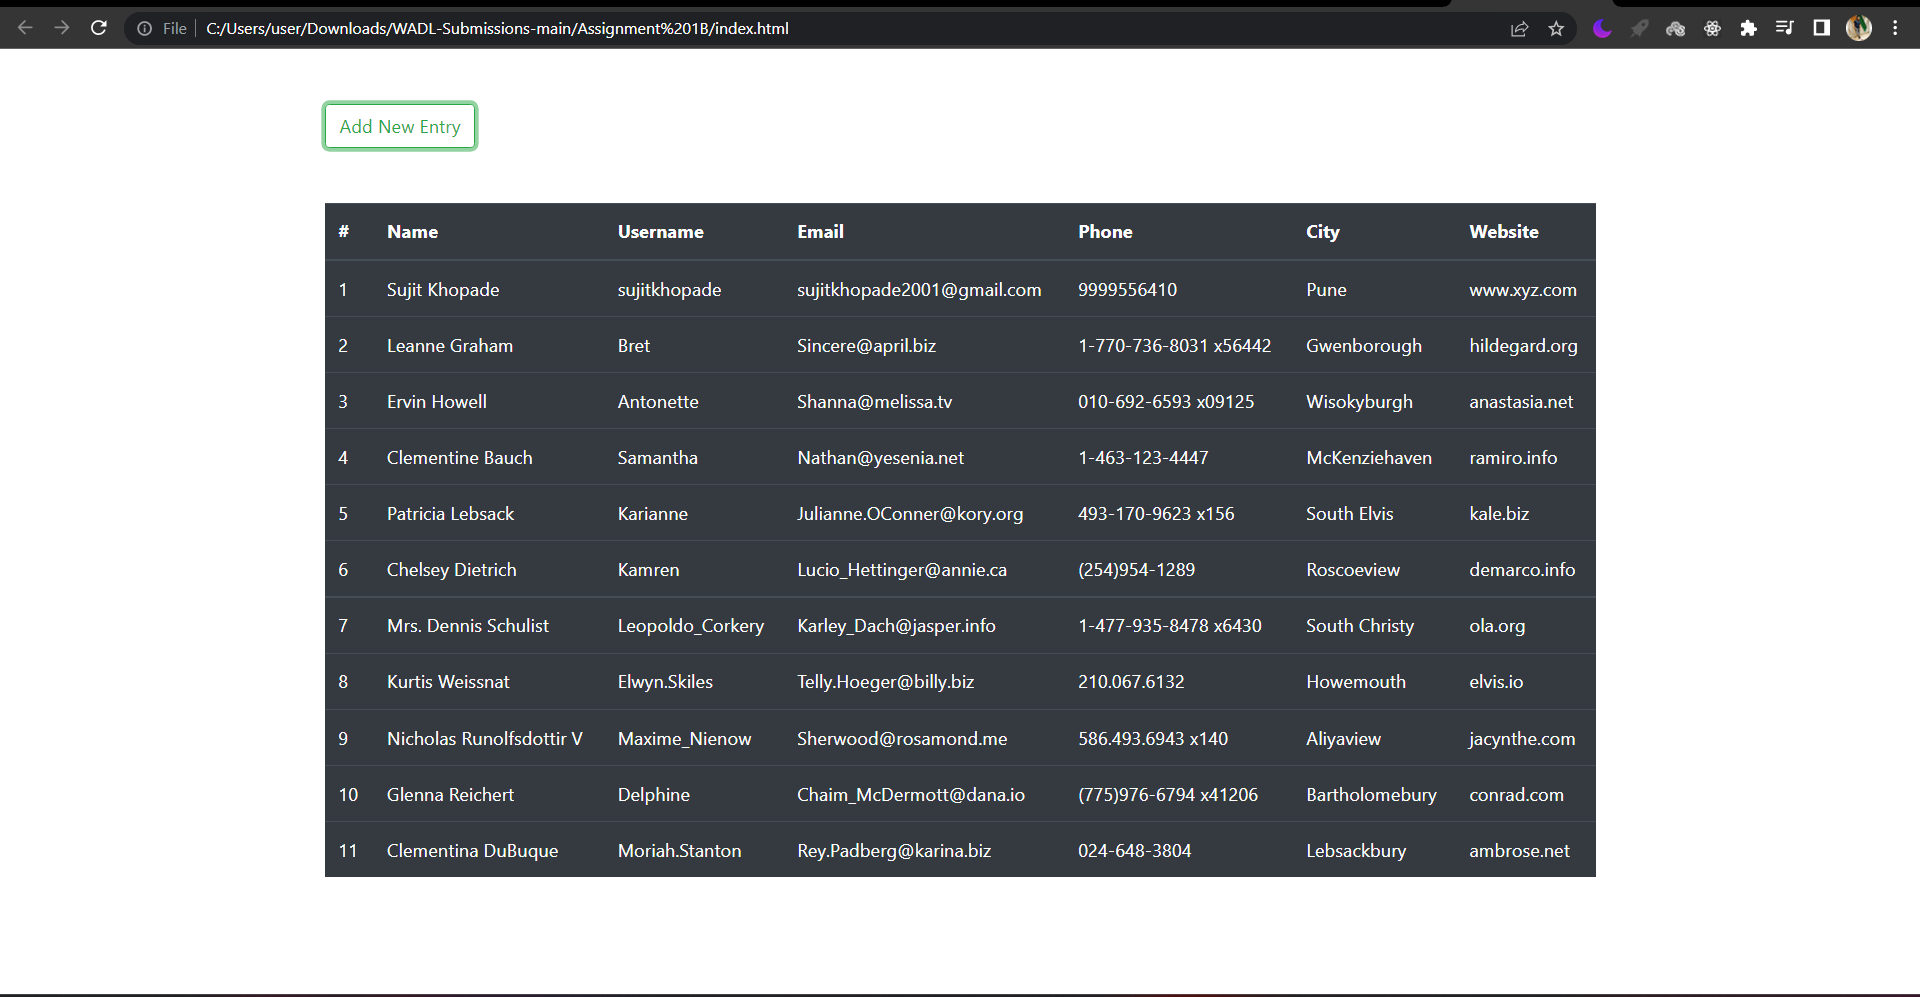 File C:/Users/user/Downloads/WADL-Submissions-main/Assignment%201B/index.html
Add New Entry
# Name Username Email Phone City Website
1 Sujit Khopade sujitkhopade sujitkhopade2001@gmail.com 9999556410 Pune www.xyz.com
2 Leanne Graham Bret Sincere@april.biz 1-770-736-8031 x56442 Gwenborough hildegard.org
3 Ervin Howell Antonette Shanna@melissa.tv 010-692-6593 x09125 Wisokyburgh anastasia.net
4 Clementine Bauch Samantha Nathan@yesenia.net 1-463-123-4447 McKenziehaven ramiro.info
5 Patricia Lebsack Karianne Julianne.OConner@kory.org 493-170-9623 x156 South Elvis kale.biz
6 Chelsey Dietrich Kamren Lucio_Hettinger@annie.ca (254)954-1289 Roscoeview demarco.info
7 Mrs. Dennis Schulist Leopoldo_Corkery Karley_Dach@jasper.info 1-477-935-8478 x6430 South Christy ola.org
8 Kurtis Weissnat Elwyn.Skiles Telly.Hoeger@billy.biz 210.067.6132 Howemouth elvis.io
9 Nicholas Runolfsdottir V Maxime_Nienow Sherwood@rosamond.me 586.493.6943 x140 Aliyaview jacynthe.com
10 Glenna Reichert Delphine Chaim_McDermott@dana.io (775)976-6794 x41206 Bartholomebury conrad.com
11 Clementina DuBuque Moriah.Stanton Rey.Padberg@karina.biz 024-648-3804 Lebsackbury ambrose.net